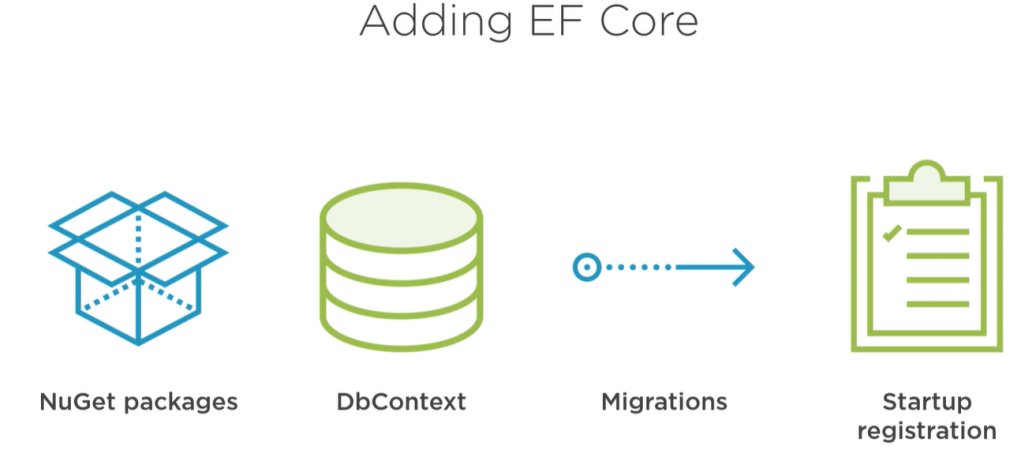 Adding EF Core
NuGet packages
DbContext
Migrations
Startup
registration